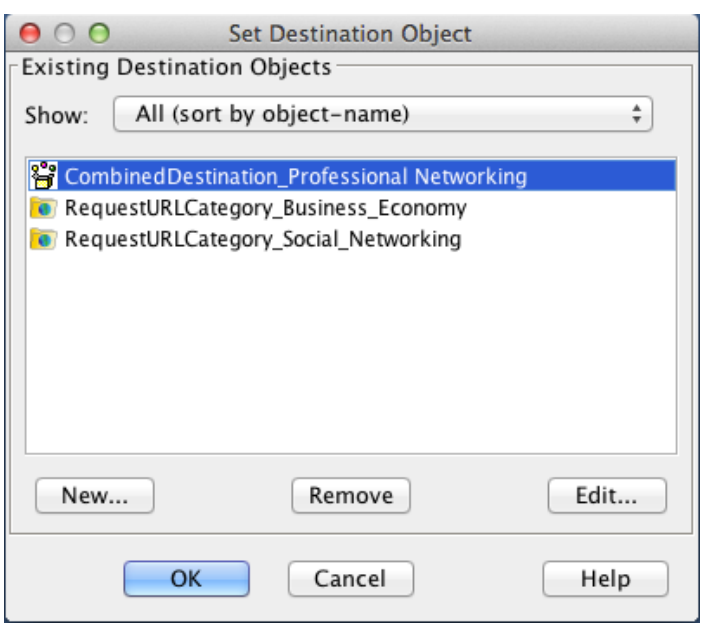 Set Destination Object
Existing Destination Objects
Show: All (sort by object-name)
CombinedDestination_Professional Networking
RequestURLCategory_Business_Economy
RequestURLCategory_Social_Networking
New... Remove Edit...
OK Cancel Help